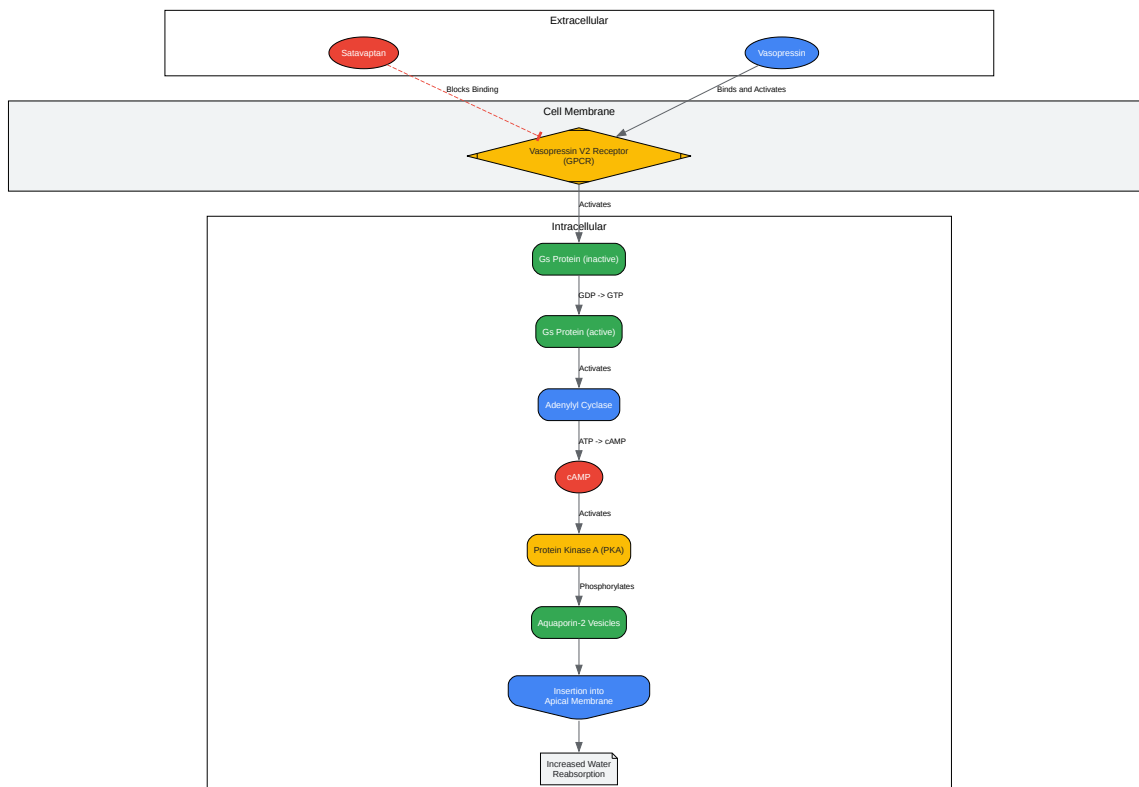 Extracellular
Satavaptan
Vasopressin
Blocks Binding
Binds and Activates
Cell Membrane
Vasopressin V2 Receptor
(GPCR)
Activates
Intracellular
Gs Protein (inactive)
GDP -> GTP
Gs Protein (active)
Activates
Adenylyl Cyclase
ATP -> cAMP
cAMP
Activates
Protein Kinase A (PKA)
Phosphorylates
Aquaporin-2 Vesicles
Insertion into
Apical Membrane
Increased Water
Reabsorption